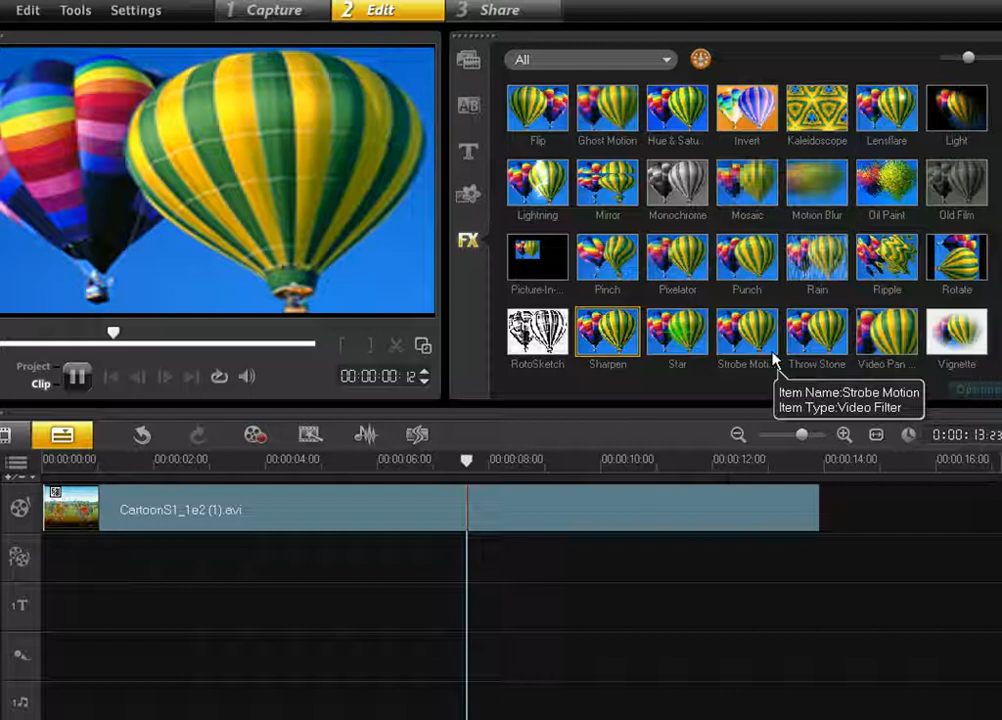 Edit Tools Settings 1 Capture 2 Edit 3 Share
All
Flip Ghost Motion Hue & Satu... Invert Kaleidoscope Lensflare Light
Lightning Mirror Monochrome Mosaic Motion Blur Oil Paint Old Film
Picture-In-... Pinch Pixelator Punch Rain Ripple Rotate
RotoSketch Sharpen Star Strobe Moti... Throw Stone Video Pan ... Vignette
AB
T
FX
Project
Clip
00:00:00:12
Item Name:Strobe Motion
Item Type:Video Filter
0:00:13:23
00:00:00:00 00:00:02:00 00:00:04:00 00:00:06:00 00:00:08:00 00:00:10:00 00:00:12:00 00:00:14:00 00:00:16:00
CartoonS1_1e2 (1).avi
1
1T
1